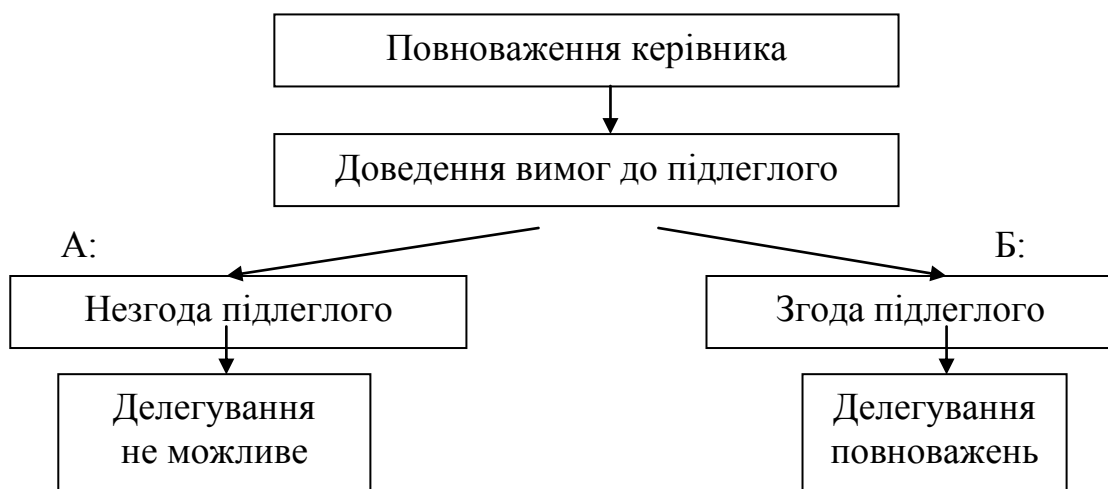 Повноваження керівника
Доведення вимог до підлеглого
А:
Б:
Незгода підлеглого
Згода підлеглого
Делегування
не можливе
Делегування
повноважень